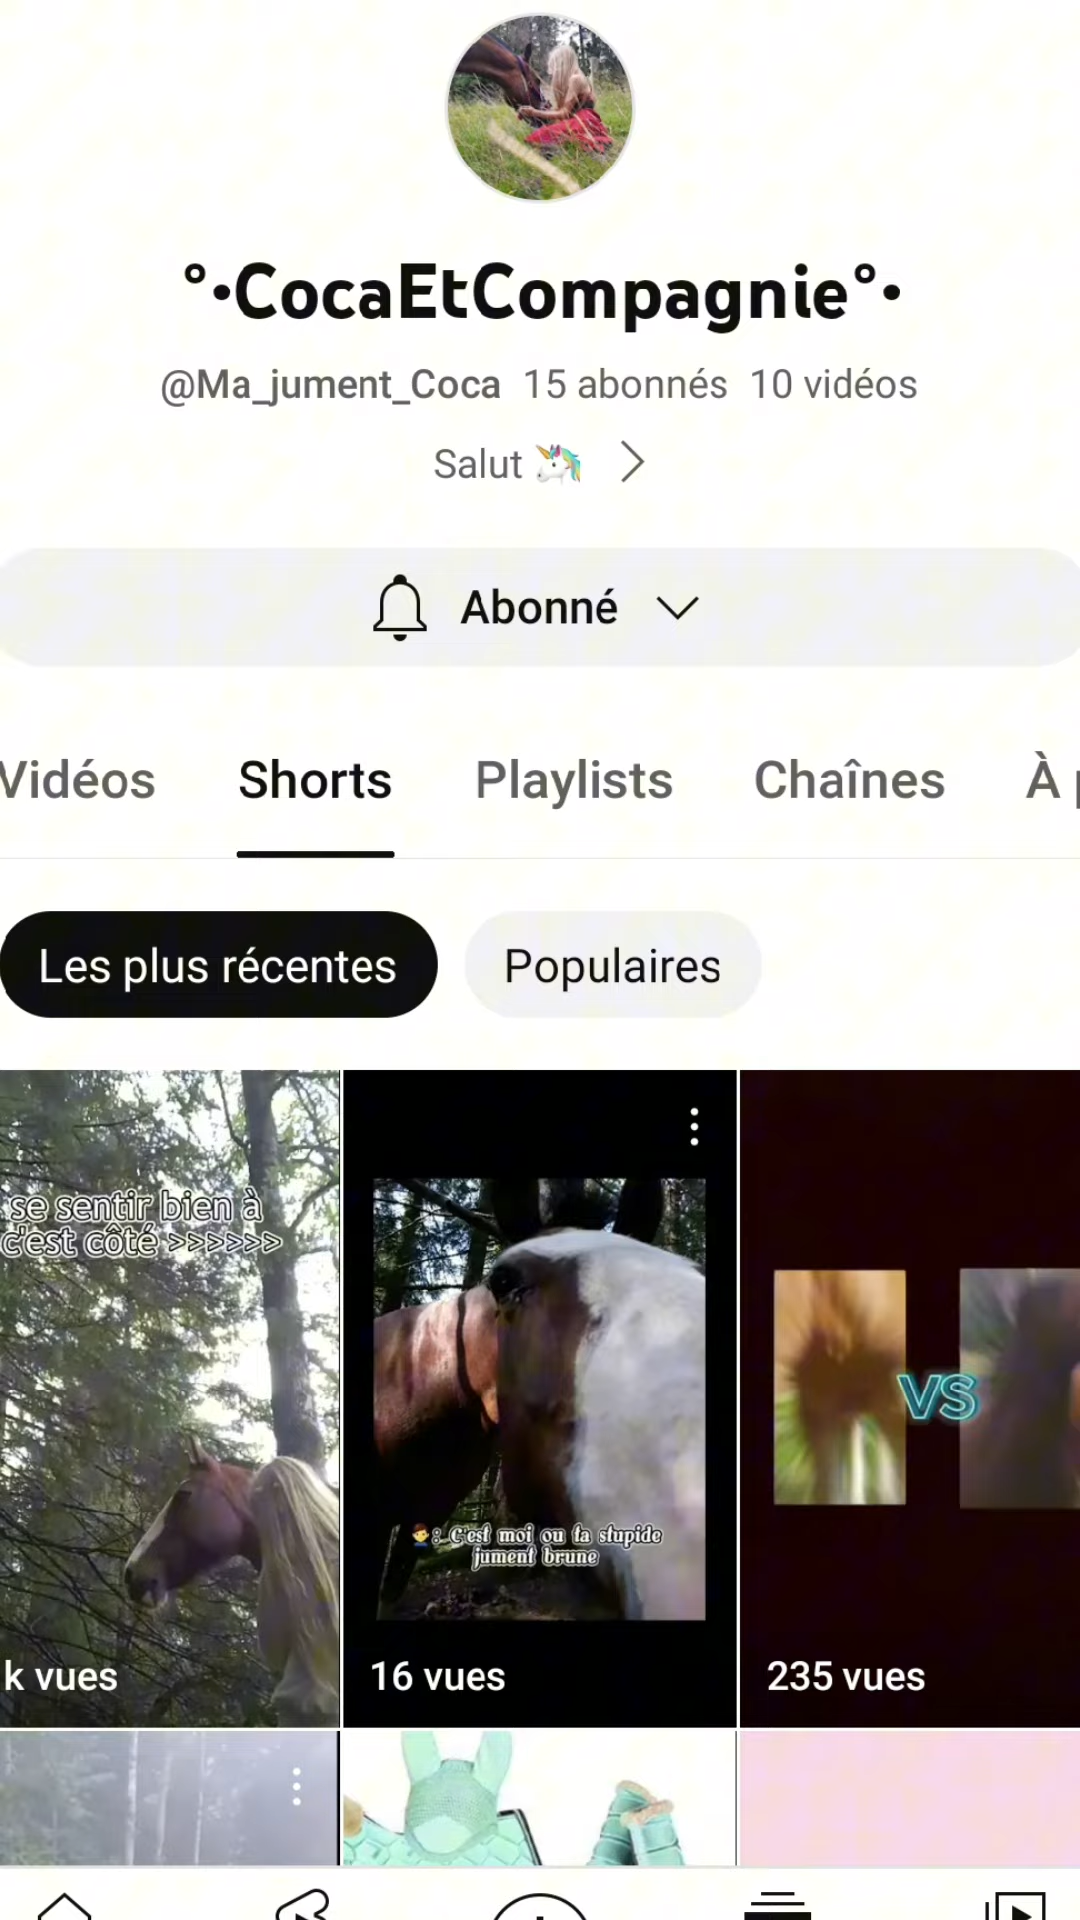 °•CocaEtCompagnie°•
@Ma_jument_Coca 15 abonnés 10 vidéos
Salut 🦄 >
Abonné
Vidéos Shorts Playlists Chaînes À
Les plus récentes Populaires
se sentir bien à
c'est côté >>>>>>
VS
🙍‍♂️: C'est moi ou ta stupide
jument brune
k vues 16 vues 235 vues